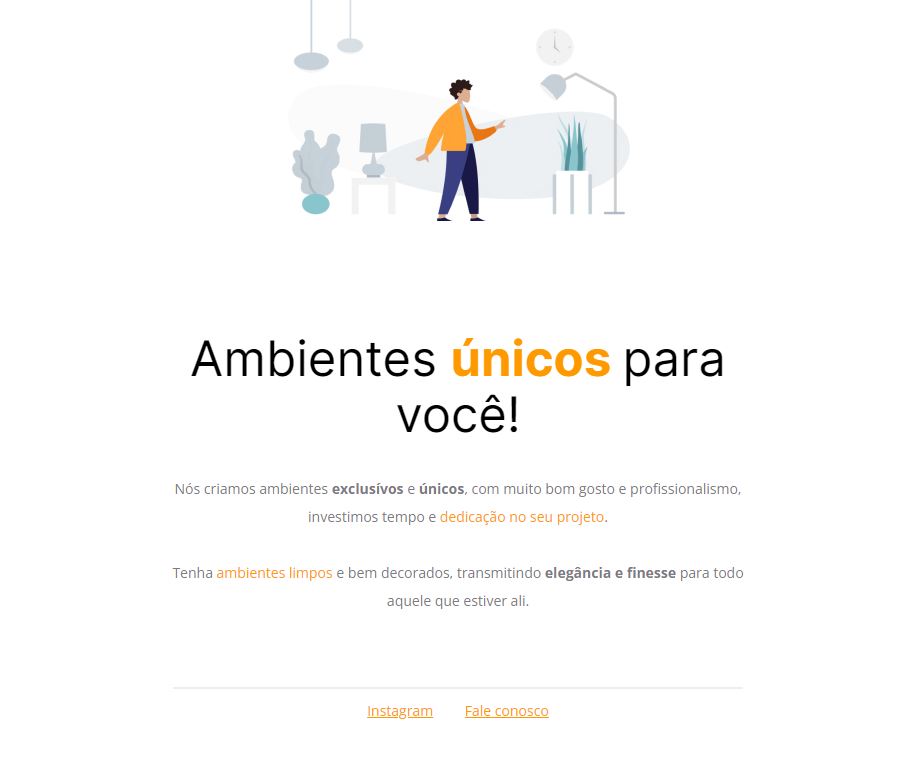 Ambientes únicos para
você!
Nós criamos ambientes exclusívos e únicos, com muito bom gosto e profissionalismo,
investimos tempo e dedicação no seu projeto.
Tenha ambientes limpos e bem decorados, transmitindo elegância e finesse para todo
aquele que estiver ali.
Instagram Fale conosco